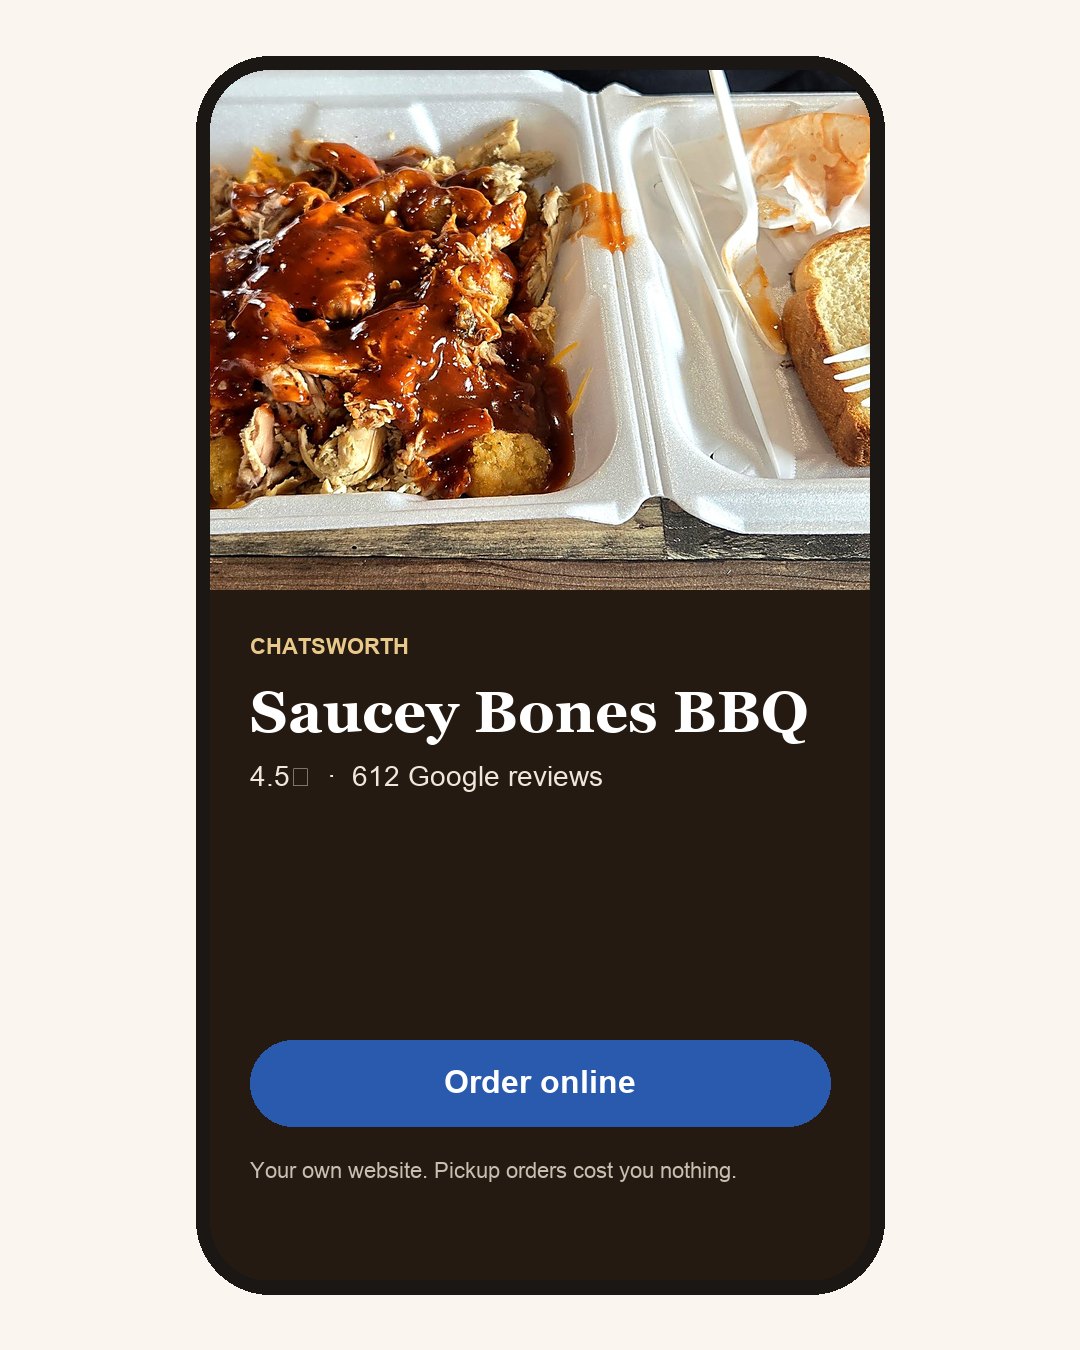 CHATSWORTH
Saucey Bones BBQ
4.5□ · 612 Google reviews
Order online
Your own website. Pickup orders cost you nothing.